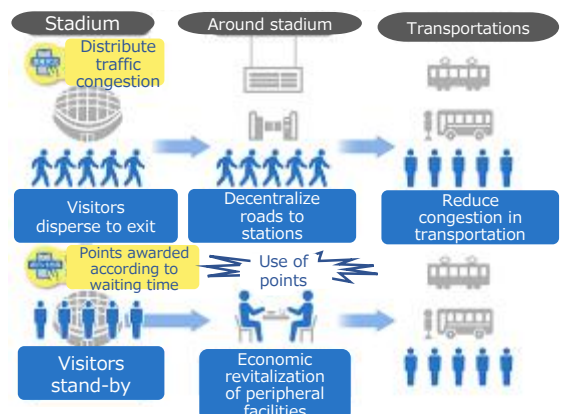 Stadium
Around stadium
Transportations
Distribute
traffic
congestion
Visitors
disperse to exit
Decentralize
roads to
stations
Reduce
congestion in
transportation
Points awarded
according to
waiting time
Use of
points
Visitors
stand-by
Economic
revitalization
of peripheral
facilities